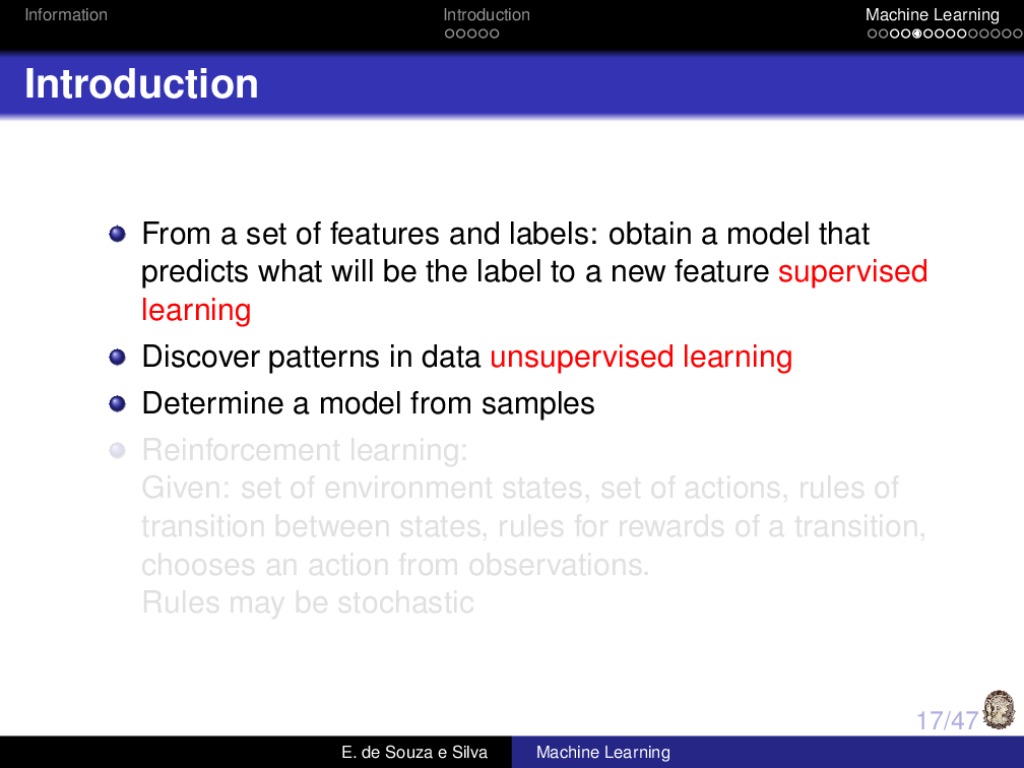 Information
Introduction
Machine Learning
Introduction
From a set of features and labels: obtain a model that
predicts what will be the label to a new feature supervised
learning
Discover patterns in data unsupervised learning
Determine a model from samples
Reinforcement learning:
Given: set of environment states, set of actions, rules of
transition between states, rules for rewards of a transition,
chooses an action from observations.
Rules may be stochastic
17/47
E. de Souza e Silva
Machine Learning